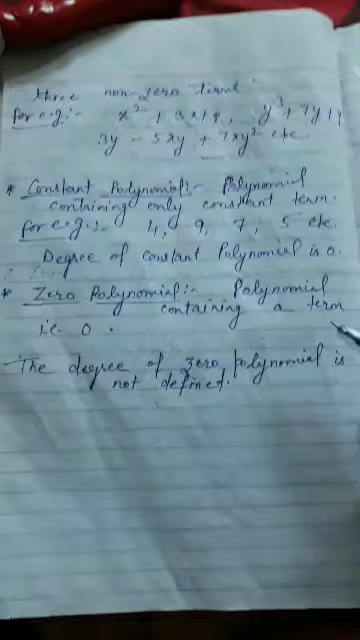 three non-zero terms
for e.g.:- x² + 3x + 9, y³ + 7y + 9
3y - 5xy + 7xy² etc.
* Constant Polynomial:- Polynomial
containing only constant term.
for e.g.:- 4, 9, 7, 5 etc.
Degree of Constant Polynomial is 0.
* Zero Polynomial:- Polynomial
containing a term
i.e. 0.
The degree of zero polynomial is
not defined.